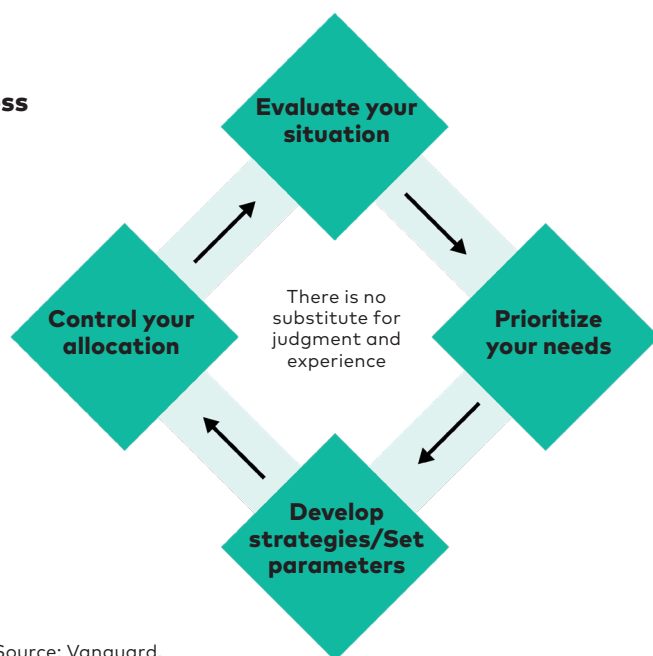 ss
Evaluate your
situation
Control your
allocation
There is no
substitute for
judgment and
experience
Prioritize
your needs
Develop
strategies/Set
parameters
Source: Vanguard.